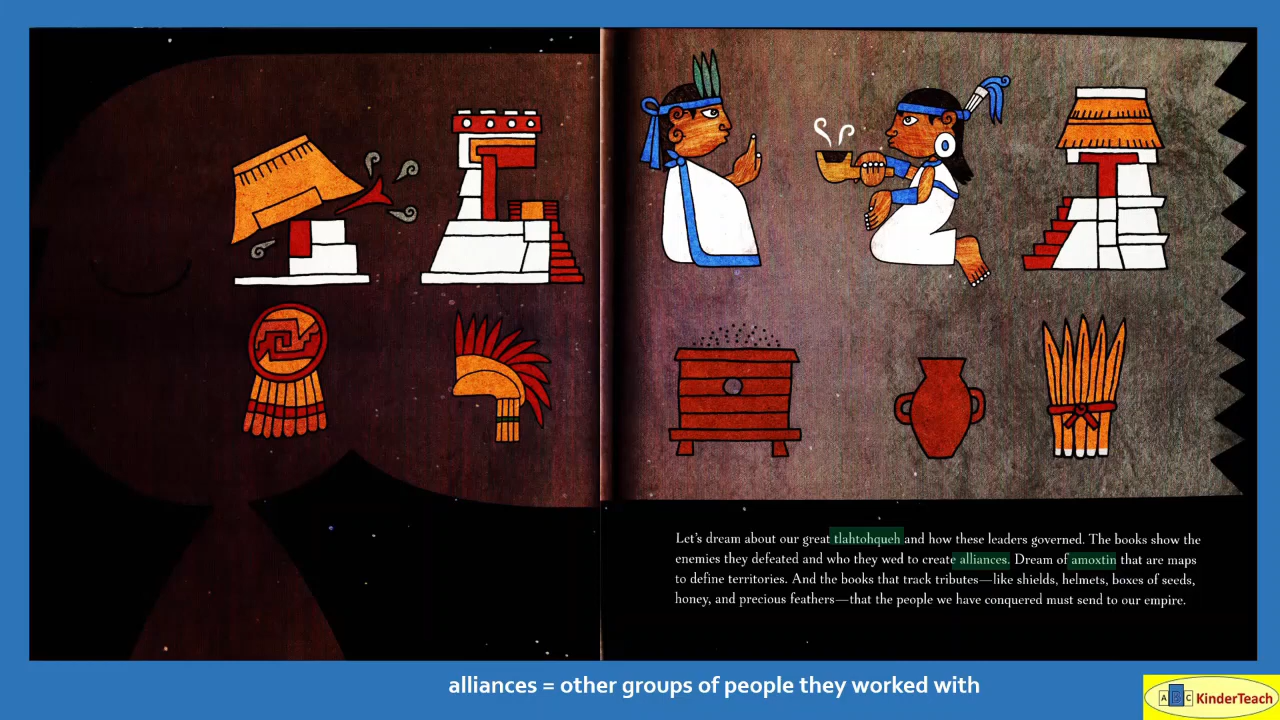 Let's dream about our great tlahtohqueh and how these leaders governed. The books show the
enemies they defeated and who they wed to create alliances. Dream of amoxtin that are maps
to define territories. And the books that track tributes—like shields, helmets, boxes of seeds,
honey, and precious feathers—that the people we have conquered must send to our empire.
alliances = other groups of people they worked with
ABC KinderTeach